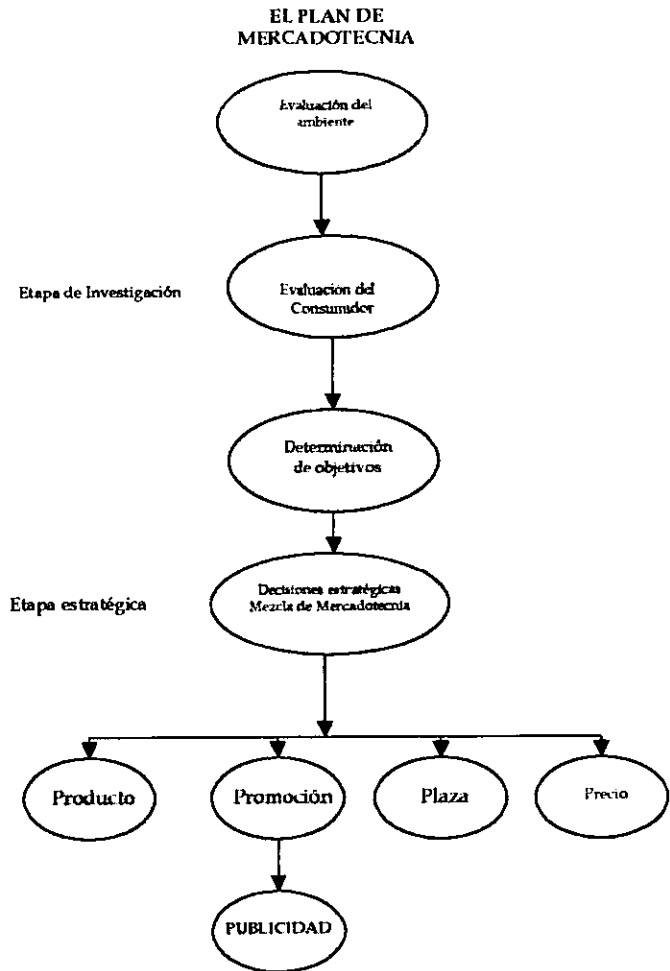 EL PLAN DE
MERCADOTECNIA
Evaluación del
ambiente
Etapa de Investigación
Evaluación del
Consumidor
Determinación
de objetivos
Etapa estratégica
Decisiones estratégicas
Mezcla de Mercadotecnia
Producto
Promoción
Plaza
Precio
PUBLICIDAD